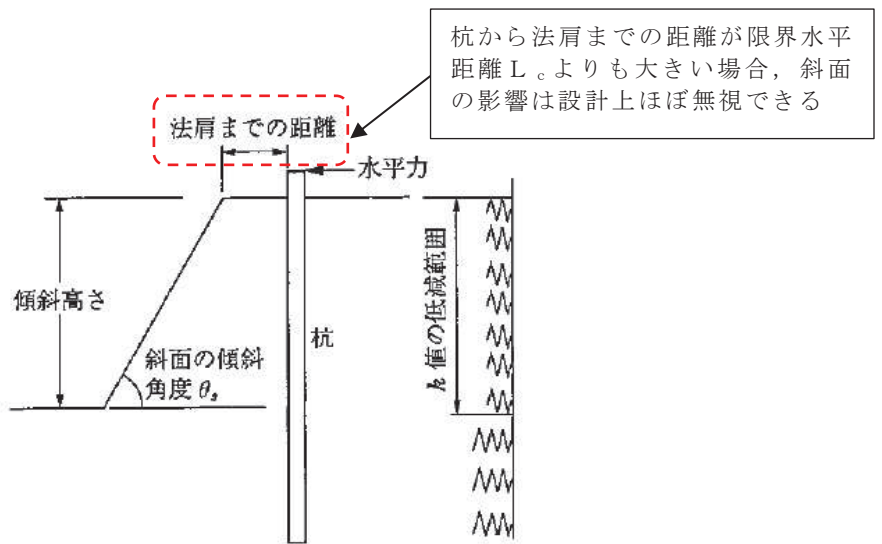 杭から法肩までの距離が限界水平
距離Lcよりも大きい場合，斜面
の影響は設計上ほぼ無視できる
法肩までの距離
水平力
傾斜高さ
斜面の傾斜
角度θs
杭
k値の低減範囲